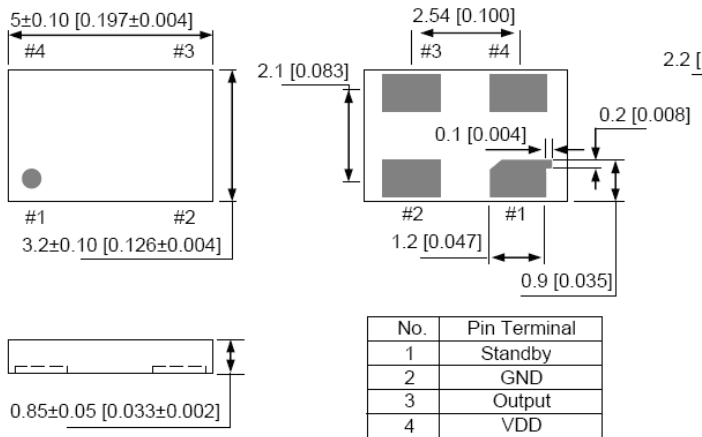 5±0.10 [0.197±0.004]
#4 #3
#1 #2
3.2±0.10 [0.126±0.004]
2.54 [0.100]
#3 #4
2.1 [0.083]
0.1 [0.004]
0.2 [0.008]
#2 #1
1.2 [0.047]
0.9 [0.035]
2.2 [
0.85±0.05 [0.033±0.002]
No. Pin Terminal
1 Standby
2 GND
3 Output
4 VDD